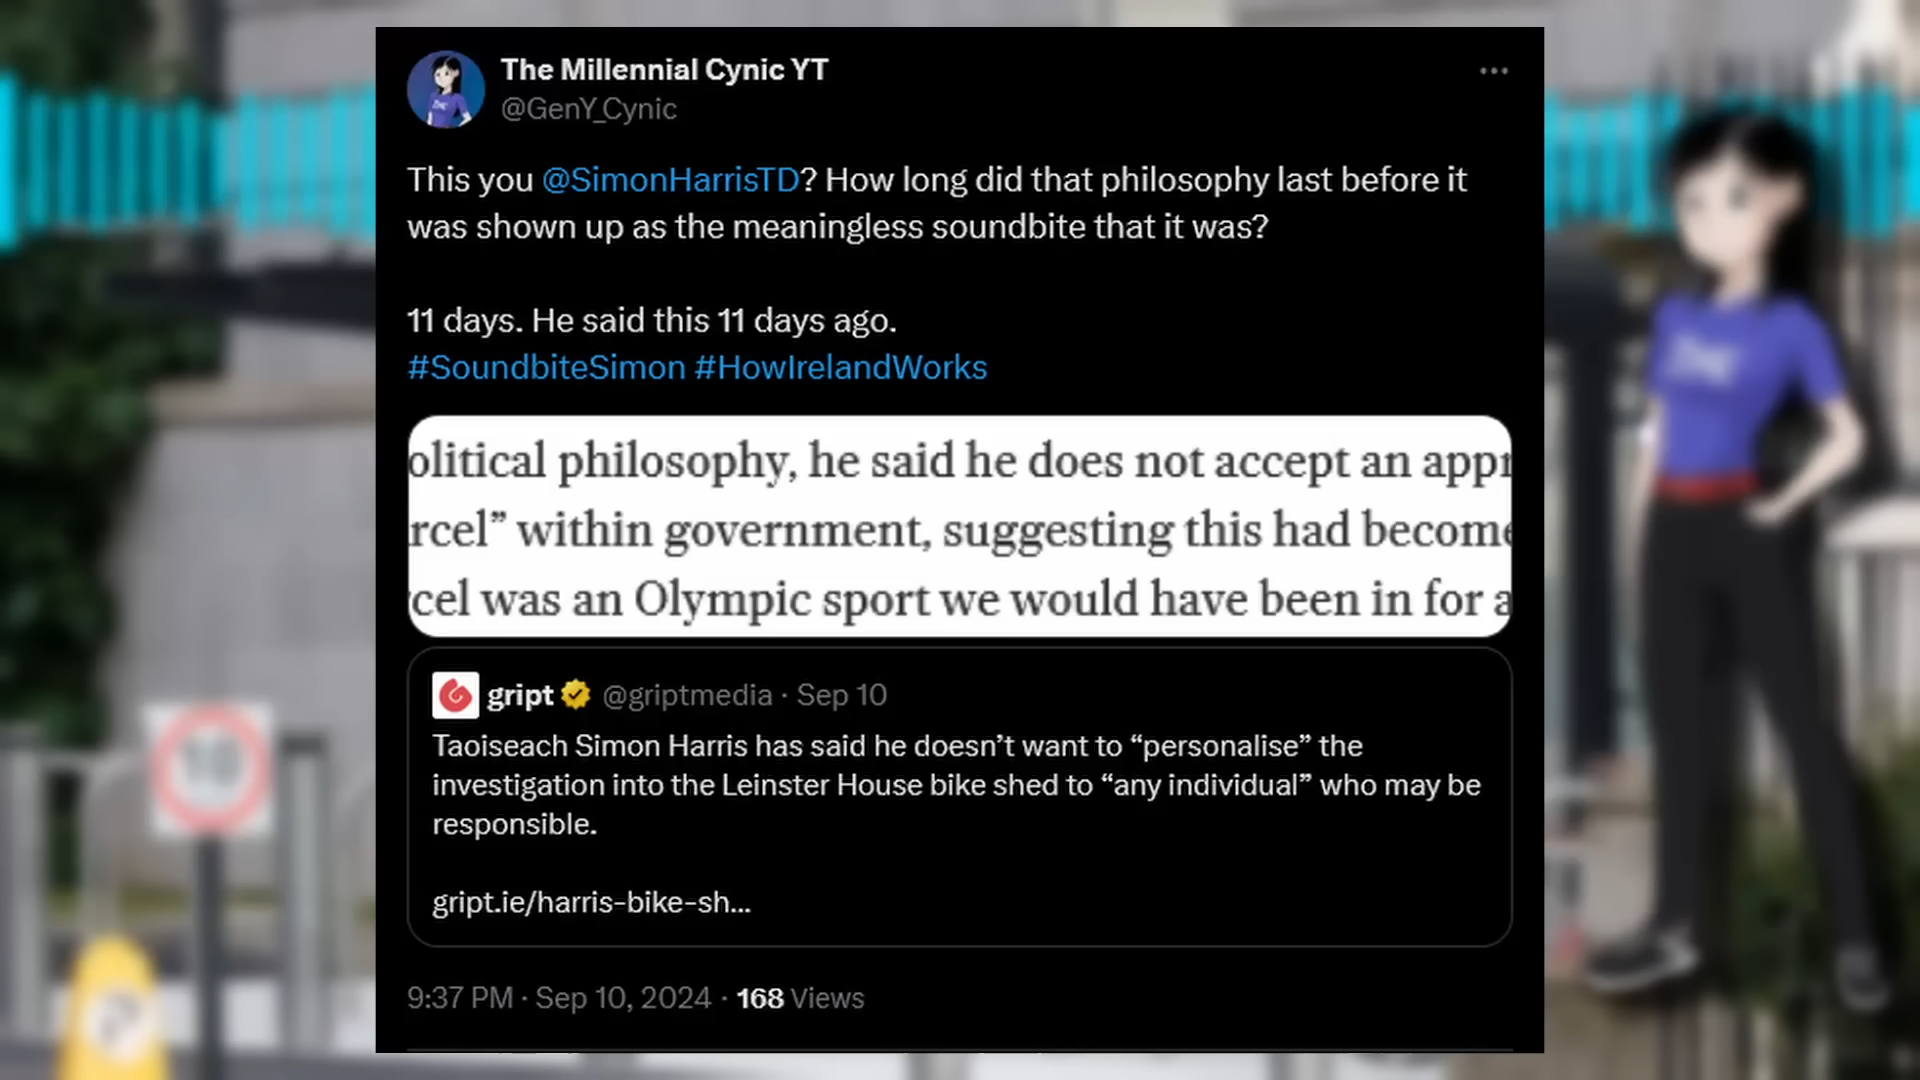 The Millennial Cynic YT
@GenY_Cynic
This you @SimonHarrisTD? How long did that philosophy last before it
was shown up as the meaningless soundbite that it was?
11 days. He said this 11 days ago.
#SoundbiteSimon #HowIrelandWorks
olitical philosophy, he said he does not accept an appr
rcel” within government, suggesting this had become
cel was an Olympic sport we would have been in for a
gript @griptmedia · Sep 10
Taoiseach Simon Harris has said he doesn’t want to “personalise” the
investigation into the Leinster House bike shed to “any individual” who may be
responsible.
gript.ie/harris-bike-sh...
9:37 PM · Sep 10, 2024 · 168 Views